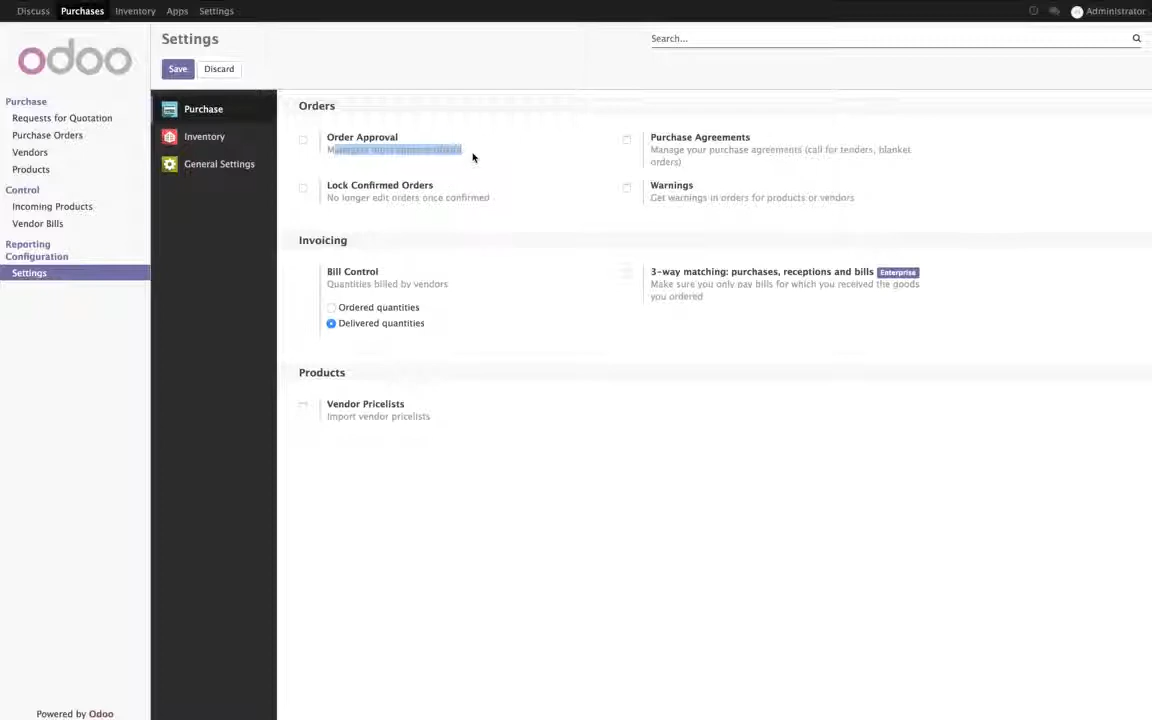 Discuss Purchases Inventory Apps Settings Administrator
odoo
Settings
Search...
Save Discard
Purchase
Requests for Quotation
Purchase Orders
Vendors
Products
Control
Incoming Products
Vendor Bills
Reporting
Configuration
Settings
Powered by Odoo
Purchase
Inventory
General Settings
Orders
Order Approval
Managers must approve orders
Purchase Agreements
Manage your purchase agreements (call for tenders, blanket
orders)
Lock Confirmed Orders
No longer edit orders once confirmed
Warnings
Get warnings in orders for products or vendors
Invoicing
Bill Control
Quantities billed by vendors
Ordered quantities
Delivered quantities
3-way matching: purchases, receptions and bills Enterprise
Make sure you only pay bills for which you received the goods
you ordered
Products
Vendor Pricelists
Import vendor pricelists